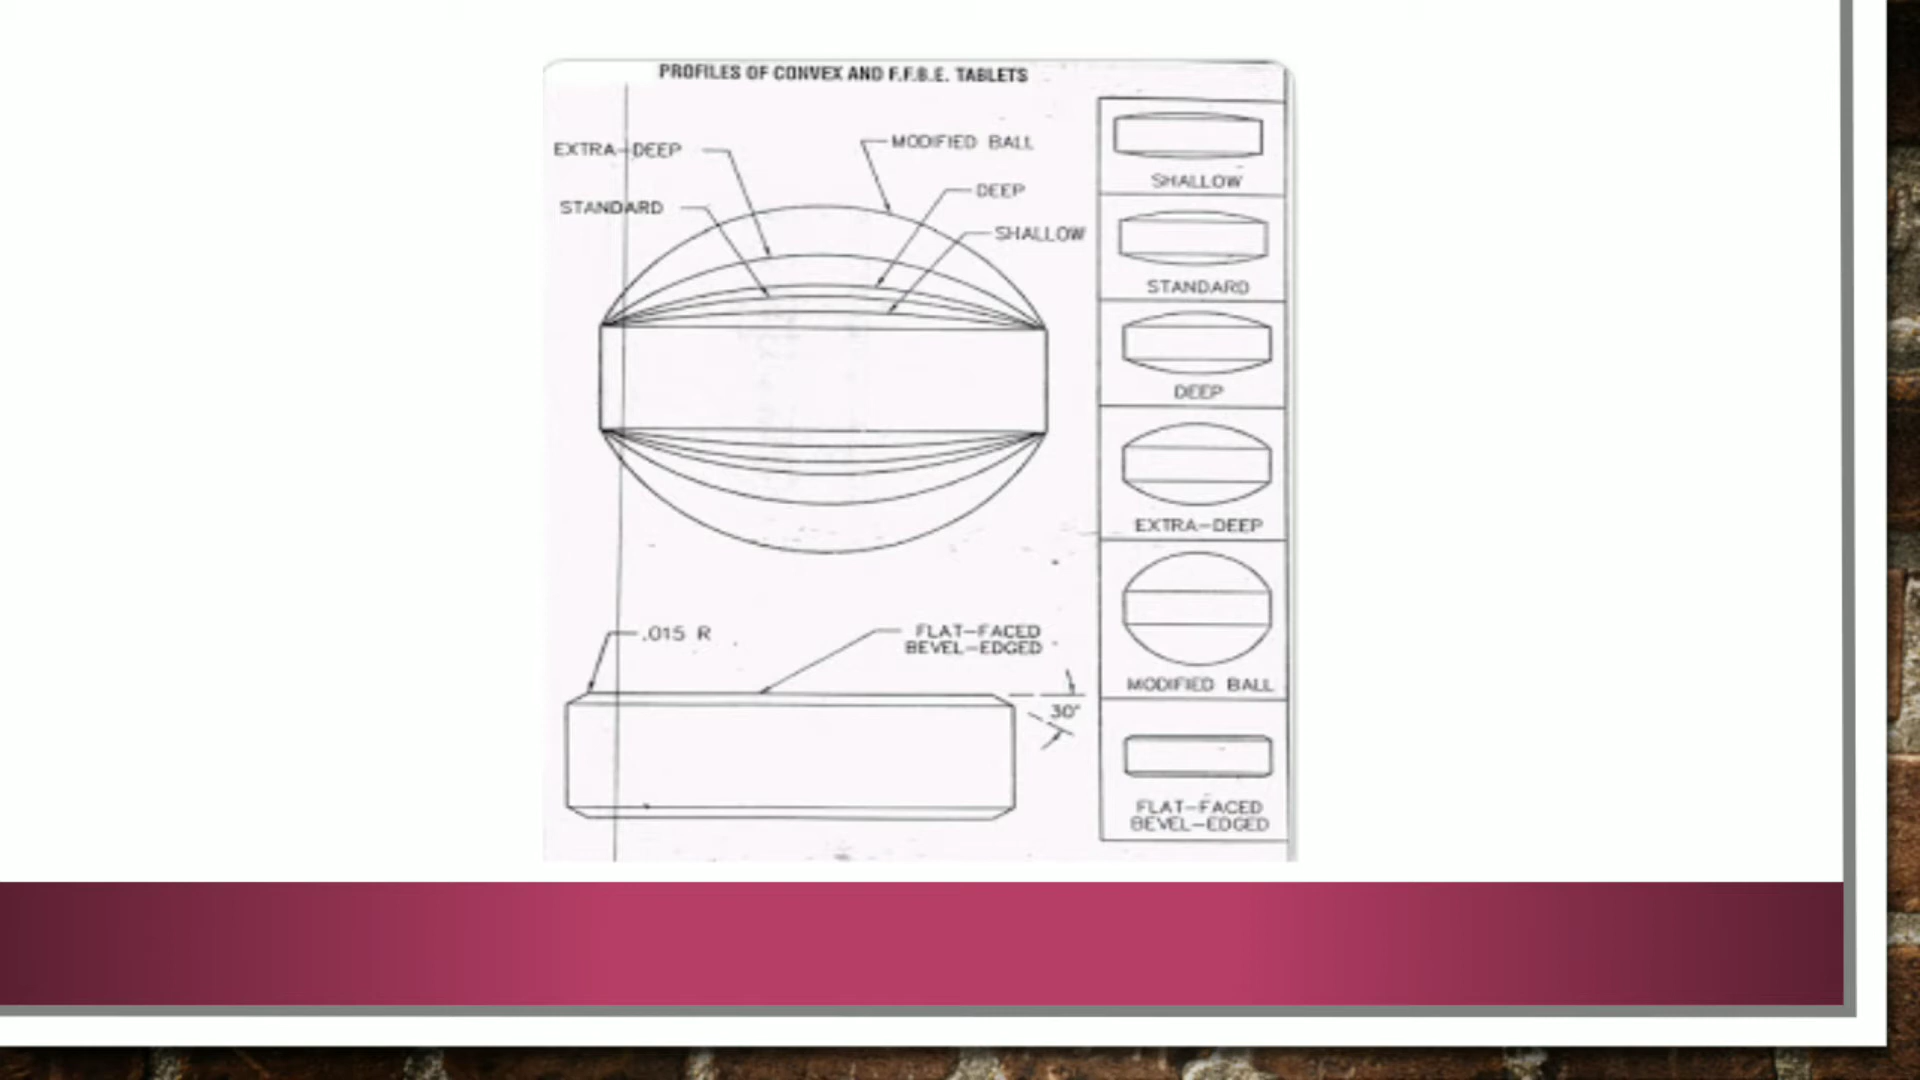 PROFILES OF CONVEX AND F.F.B.E. TABLETS
EXTRA-DEEP
MODIFIED BALL
STANDARD
DEEP
SHALLOW
.015 R
FLAT-FACED
BEVEL-EDGED
30°
SHALLOW
STANDARD
DEEP
EXTRA-DEEP
MODIFIED BALL
FLAT-FACED
BEVEL-EDGED